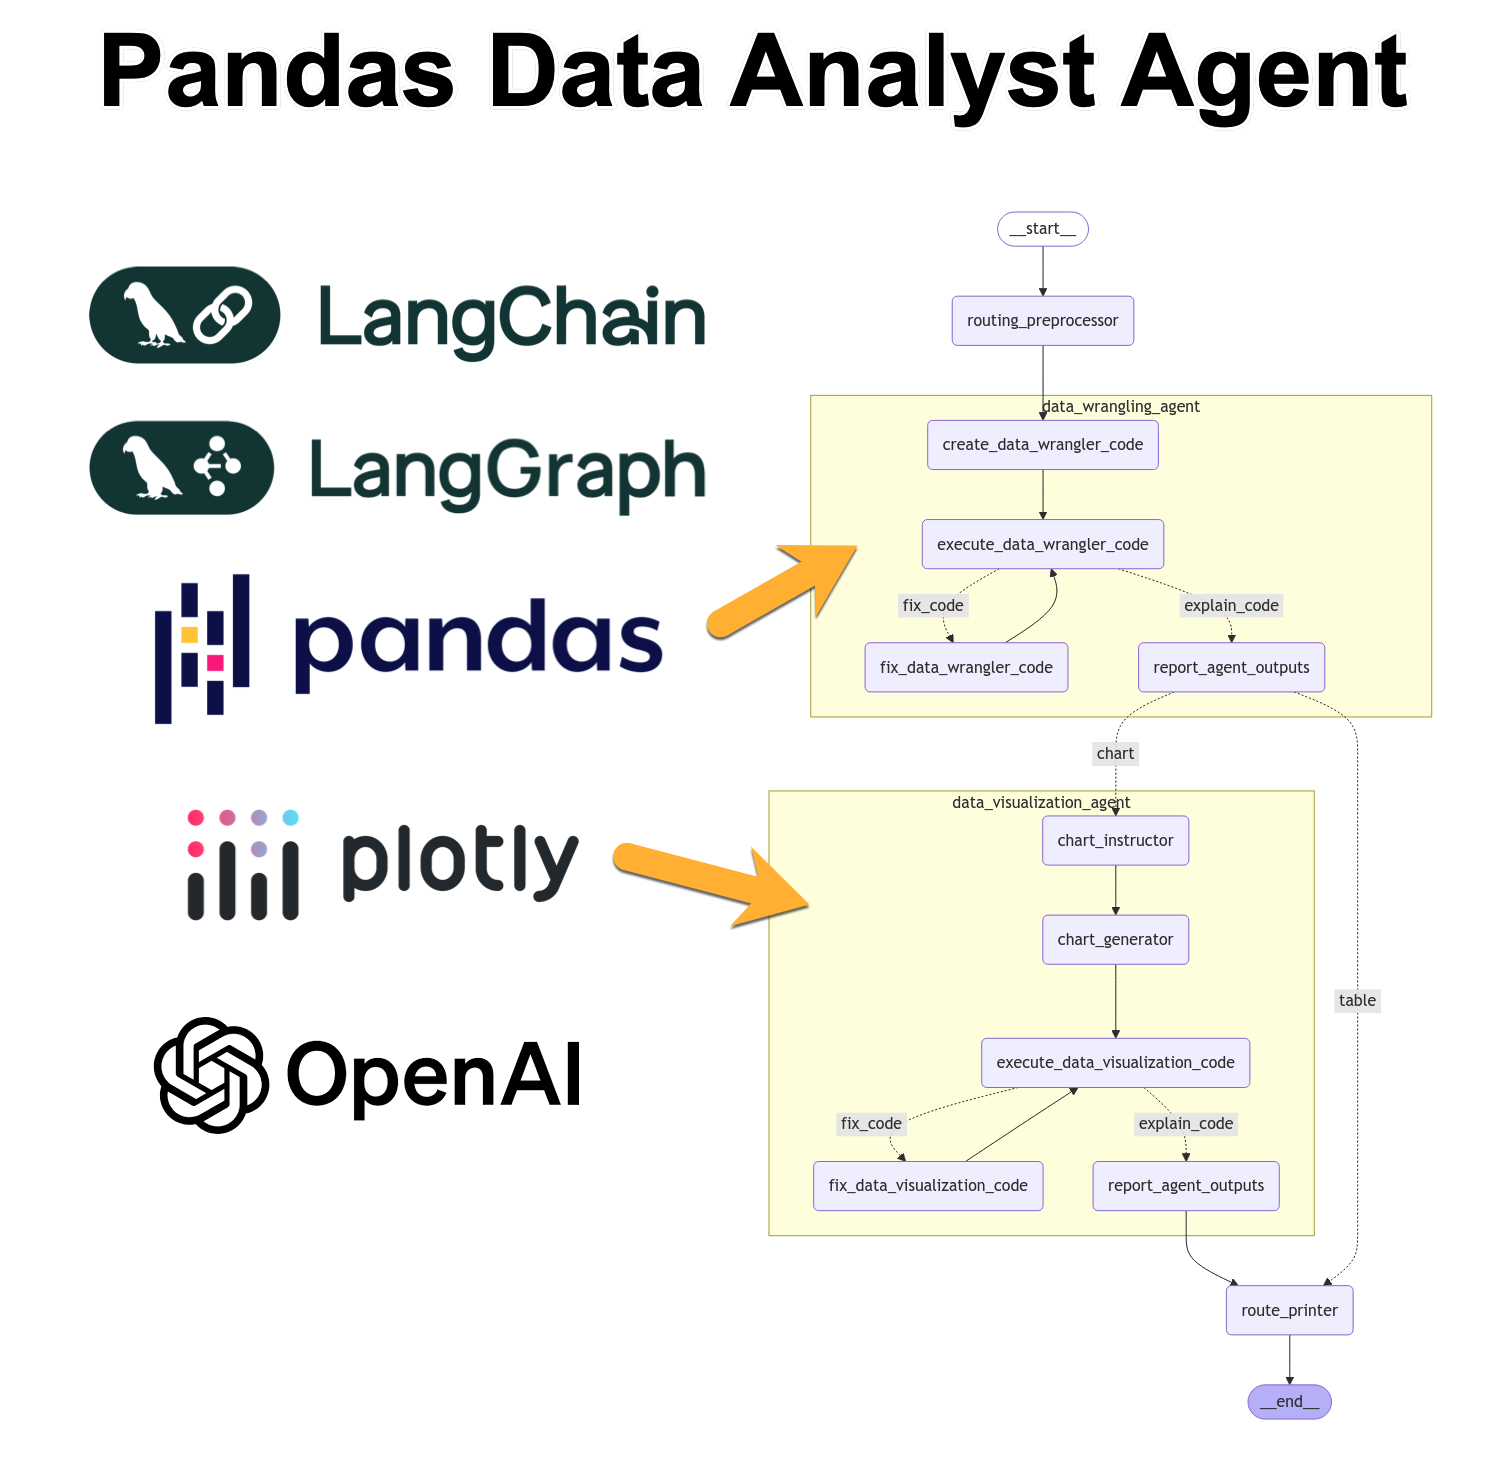 Pandas Data Analyst Agent
LangChain
LangGraph
pandas
plotly
OpenAI
__start__
routing_preprocessor
data_wrangling_agent
create_data_wrangler_code
execute_data_wrangler_code
fix_code
explain_code
fix_data_wrangler_code
report_agent_outputs
chart
data_visualization_agent
chart_instructor
chart_generator
table
execute_data_visualization_code
fix_code
explain_code
fix_data_visualization_code
report_agent_outputs
route_printer
__end__